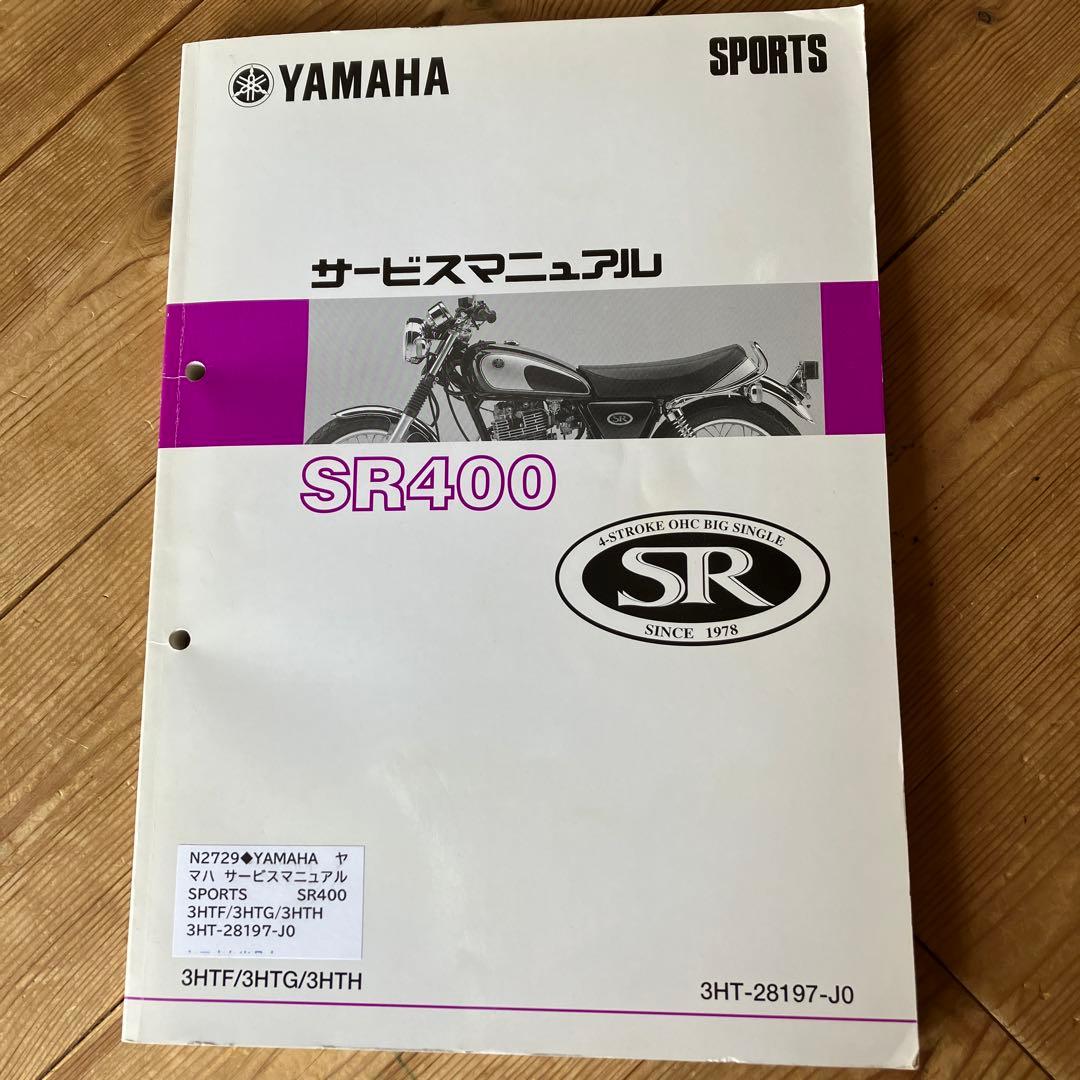 YAMAHA
SPORTS
サービスマニュアル
SR
SR400
4-STROKE OHC BIG SINGLE
SR
SINCE 1978
N2729◆YAMAHA ヤ
マハ サービスマニュアル
SPORTS SR400
3HTF/3HTG/3HTH
3HT-28197-J0
3HTF/3HTG/3HTH
3HT-28197-J0